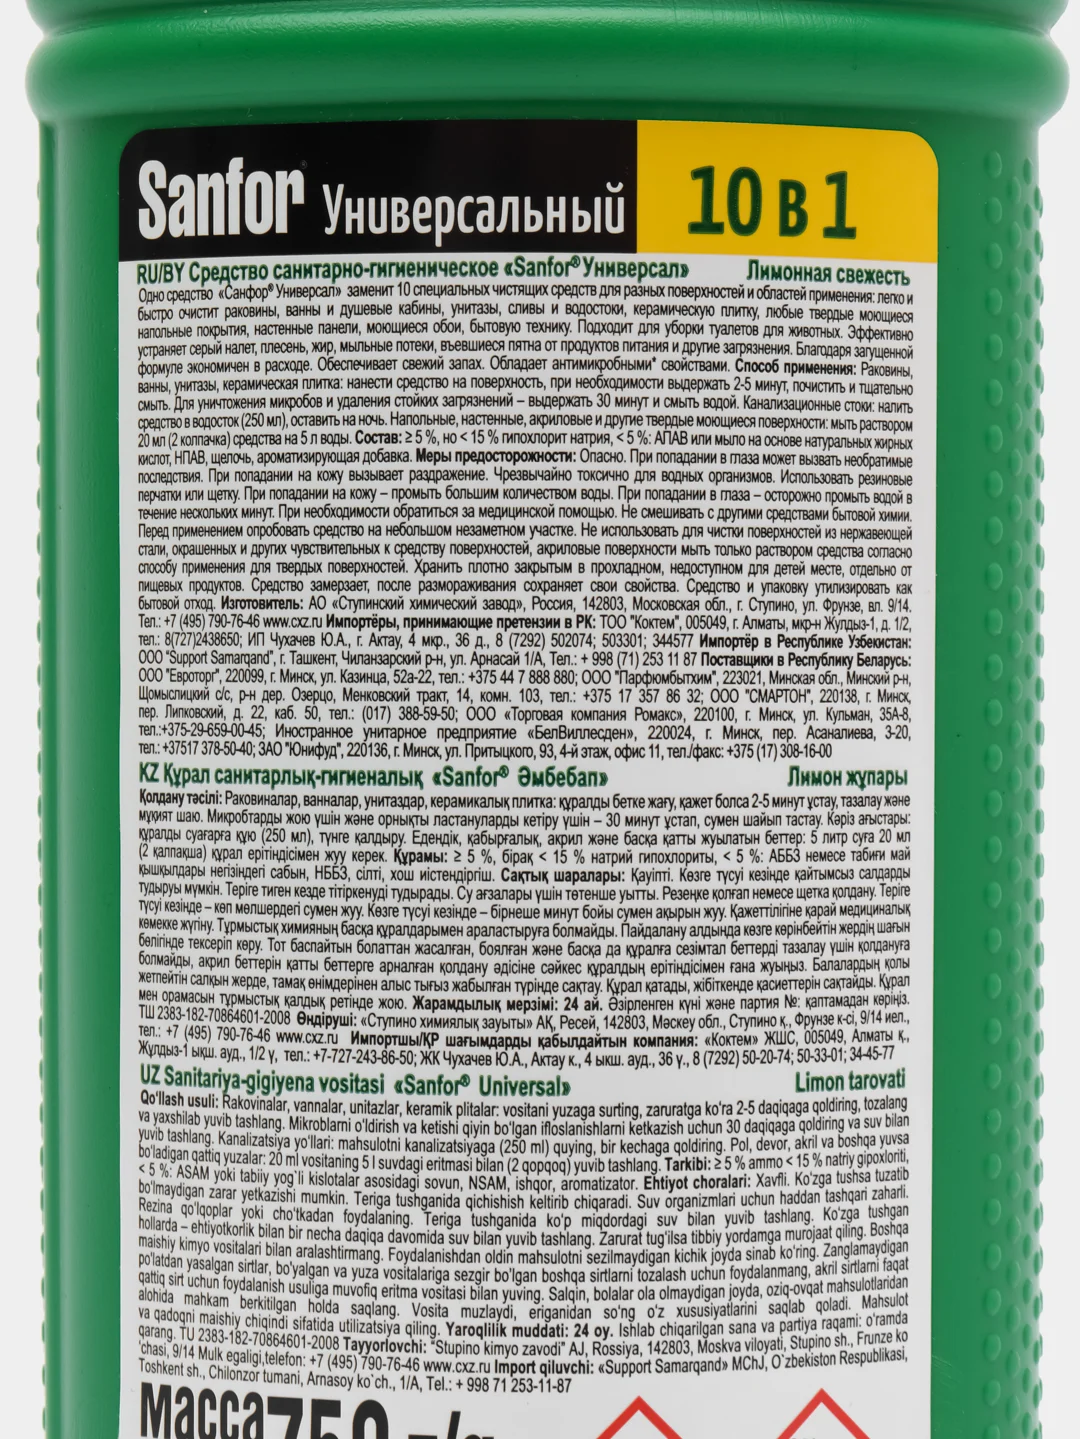 Sanfor Универсальный 10 в 1
RU/BY Средство санитарно-гигиеническое «Sanfor® Универсал» Лимонная свежесть
Одно средство «Санфор® Универсал» заменит 10 специальных чистящих средств для разных поверхностей и областей применения: легко и
быстро очистит раковины, ванны и душевые кабины, унитазы, сливы и водостоки, керамическую плитку, любые твердые моющиеся
напольные покрытия, настенные панели, моющиеся обои, бытовую технику. Подходит для уборки туалетов для животных. Эффективно
устраняет серый налет, плесень, жир, мыльные потеки, въевшиеся пятна от продуктов питания и другие загрязнения. Благодаря загущенной
формуле экономичен в расходе. Обеспечивает свежий запах. Обладает антимикробными* свойствами. Способ применения: Раковины,
ванны, унитазы, керамическая плитка: нанести средство на поверхность, при необходимости выдержать 2-5 минут, почистить и тщательно
смыть. Для уничтожения микробов и удаления стойких загрязнений – выдержать 30 минут и смыть водой. Канализационные стоки: налить
средство в водосток (250 мл), оставить на ночь. Напольные, настенные, акриловые и другие твердые моющиеся поверхности: мыть раствором
20 мл (2 колпачка) средства на 5 л воды. Состав: ≥ 5 %, но < 15 % гипохлорит натрия, < 5 %: АПАВ или мыло на основе натуральных жирных
кислот, НПАВ, щелочь, ароматизирующая добавка. Меры предосторожности: Опасно. При попадании в глаза может вызвать необратимые
последствия. При попадании на кожу вызывает раздражение. Чрезвычайно токсично для водных организмов. Использовать резиновые
перчатки или щетку. При попадании на кожу – промыть большим количеством воды. При попадании в глаза – осторожно промыть водой в
течение нескольких минут. При необходимости обратиться за медицинской помощью. Не смешивать с другими средствами бытовой химии.
Перед применением опробовать средство на небольшом незаметном участке. Не использовать для чистки поверхностей из нержавеющей
стали, окрашенных и других чувствительных к средству поверхностей, акриловые поверхности мыть только раствором средства согласно
способу применения для твердых поверхностей. Хранить плотно закрытым в прохладном, недоступном для детей месте, отдельно от
пищевых продуктов. Средство замерзает, после размораживания сохраняет свои свойства. Средство и упаковку утилизировать как
бытовой отход. Изготовитель: АО «Ступинский химический завод», Россия, 142803, Московская обл., г. Ступино, ул. Фрунзе, вл. 9/14.
Тел.: +7 (495) 790-76-46 www.cxz.ru Импортёры, принимающие претензии в РК: ТОО "Коктем", 005049, г. Алматы, мкр-н Жулдыз-1, д. 1/2,
тел.: 8(727)2438650; ИП Чухачев Ю.А., г. Актау, 4 мкр., 36 д., 8 (7292) 502074; 503301; 344577 Импортёр в Республике Узбекистан:
ООО "Support Samarqand", г. Ташкент, Чиланзарский р-н, ул. Арнасай 1/А, Тел.: + 998 (71) 253 11 87 Поставщики в Республику Беларусь:
ООО "Евроторг", 220099, г. Минск, ул. Казинца, 52а-22, тел.: +375 44 7 888 880; ООО "Парфюмбытхим", 223021, Минская обл., Минский р-н,
Щомыслицкий с/с, р-н дер. Озерцо, Менковский тракт, 14, комн. 103, тел.: +375 17 357 86 32; ООО "СМАРТОН", 220138, г. Минск,
пер. Липковский, д. 22, каб. 50, тел.: (017) 388-59-50; ООО «Торговая компания Ромакс», 220100, г. Минск, ул. Кульман, 35А-8,
тел.:+375-29-659-00-45; Иностранное унитарное предприятие «БелВиллесден», 220024, г. Минск, пер. Асаналиева, 3-20,
тел.: +37517 378-50-40; ЗАО "Юнифуд", 220136, г. Минск, ул. Притыцкого, 93, 4-й этаж, офис 11, тел./факс: +375 (17) 308-16-00
KZ Құрал санитарлық-гигиеналық «Sanfor® Әмбебап» Лимон жұпары
Қолдану тәсілі: Раковиналар, ванналар, унитаздар, керамикалық плитка: құралды бетке жағу, қажет болса 2-5 минут ұстау, тазалау және
мұқият шаю. Микробтарды жою үшін және орнықты ластануларды кетіру үшін – 30 минут ұстап, сумен шайып тастау. Кәріз ағыстары:
құралды суағарға құю (250 мл), түнге қалдыру. Едендік, қабырғалық, акрил және басқа қатты жуылатын беттер: 5 литр суға 20 мл
(2 қалпақша) құрал ерітіндісімен жуу керек. Құрамы: ≥ 5 %, бірақ < 15 % натрий гипохлориты, < 5 %: АББЗ немесе табиғи май
қышқылдары негізіндегі сабын, НББЗ, сілті, хош иістендіргіш. Сақтық шаралары: Қауіпті. Көзге түсуі кезінде қайтымсыз салдарды
тудыруы мүмкін. Теріге тиген кезде тітіркенуді тудырады. Су ағзалары үшін төтенше уытты. Резеңке қолғап немесе щетка қолдану. Теріге
түсуі кезінде – көп мөлшердегі сумен жуу. Көзге түсуі кезінде – бірнеше минут бойы сумен ақырын жуу. Қажеттілігіне қарай медициналық
көмекке жүгіну. Тұрмыстық химияның басқа құралдарымен араластыруға болмайды. Пайдалану алдында көзге көрінбейтін жердің шағын
бөлігінде тексеріп көру. Тот баспайтын болаттан жасалған, боялған және басқа да құралға сезімтал беттерді тазалау үшін қолдануға
болмайды, акрил беттерін қатты беттерге арналған қолдану әдісіне сәйкес құралдың ерітіндісімен ғана жуыңыз. Балалардың қолы
жетпейтін салқын жерде, тамақ өнімдерінен алыс тығыз жабылған түрінде сақтау. Құрал қатады, жібіткенде қасиеттерін сақтайды. Құрал
мен орамасын тұрмыстық қалдық ретінде жою. Жарамдылық мерзімі: 24 ай. Әзірленген күні және партия №: қаптамадан көріңіз.
ТШ 2383-182-70864601-2008 Өндіруші: «Ступино химиялық зауыты» АҚ, Ресей, 142803, Мәскеу обл., Ступино қ., Фрунзе к-сі, 9/14 иел.,
тел.: +7 (495) 790-76-46 www.cxz.ru Импортшы/ҚР шағымдарды қабылдайтын компания: «Коктем» ЖШС, 005049, Алматы қ.,
Жұлдыз-1 ықш. ауд., 1/2 ү, тел.: +7-727-243-86-50; ЖК Чухачев Ю.А., Актау к., 4 ыкш. ауд., 36 ү., 8 (7292) 50-20-74; 50-33-01; 34-45-77
UZ Sanitariya-gigiyena vositasi «Sanfor® Universal» Limon tarovati
Qo'llash usuli: Rakovinalar, vannalar, unitazlar, keramik plitalar: vositani yuzaga surting, zaruratga ko'ra 2-5 daqiqaga qoldiring, tozalang
va yaxshilab yuvib tashlang. Mikroblarni o'ldirish va ketishi qiyin bo'lgan ifloslanishlarni ketkazish uchun 30 daqiqaga qoldiring va suv bilan
yuvib tashlang. Kanalizatsiya yo'llari: mahsulotni kanalizatsiyaga (250 ml) quying, bir kechaga qoldiring. Pol, devor, akril va boshqa yuvsa
bo'ladigan qattiq yuzalar: 20 ml vositaning 5 l suvdagi eritmasi bilan (2 qopqoq) yuvib tashlang. Tarkibi: ≥ 5 % ammo < 15 % natriy gipoxloriti,
< 5 %: ASAM yoki tabiiy yog`li kislotalar asosidagi sovun, NSAM, ishqor, aromatizator. Ehtiyot choralari: Xavfli. Ko'zga tushsa tuzatib
bo'lmaydigan zarar yetkazishi mumkin. Teriga tushganida qichishish keltirib chiqaradi. Suv organizmlari uchun haddan tashqari zaharli.
Rezina qo'lqoplar yoki cho'tkadan foydalaning. Teriga tushganida ko'p miqdordagi suv bilan yuvib tashlang. Ko'zga tushgan
hollarda – ehtiyotkorlik bilan bir necha daqiqa davomida suv bilan yuvib tashlang. Zarurat tug'ilsa tibbiy yordamga murojaat qiling. Boshqa
maishiy kimyo vositalari bilan aralashtirmang. Foydalanishdan oldin mahsulotni sezilmaydigan kichik joyda sinab ko'ring. Zanglamaydigan
po'latdan yasalgan sirtlar, bo'yalgan va yuza vositalariga sezgir bo'lgan boshqa sirtlarni tozalash uchun foydalanmang, akril sirtlarni faqat
qattiq sirt uchun foydalanish usuliga muvofiq eritma vositasi bilan yuving. Salqin, bolalar ola olmaydigan joyda, oziq-ovqat mahsulotlaridan
alohida mahkam berkitilgan holda saqlang. Vosita muzlaydi, eriganidan so'ng o'z xususiyatlarini saqlab qoladi. Mahsulot
va qadoqni maishiy chiqindi sifatida utilizatsiya qiling. Yaroqlilik muddati: 24 oy. Ishlab chiqarilgan sana va partiya raqami: o'ramda
qarang. TU 2383-182-70864601-2008 Tayyorlovchi: "Stupino kimyo zavodi" AJ, Rossiya, 142803, Moskva viloyati, Stupino sh., Frunze ko
'chasi, 9/14 Mulk egaligi,telefon: +7 (495) 790-76-46 www.cxz.ru Import qiluvchi: «Support Samarqand» MChJ, O`zbekiston Respublikasi,
Toshkent sh., Chilonzor tumani, Arnasoy ko`ch., 1/A, Tel.: + 998 71 253-11-87
Масса 750